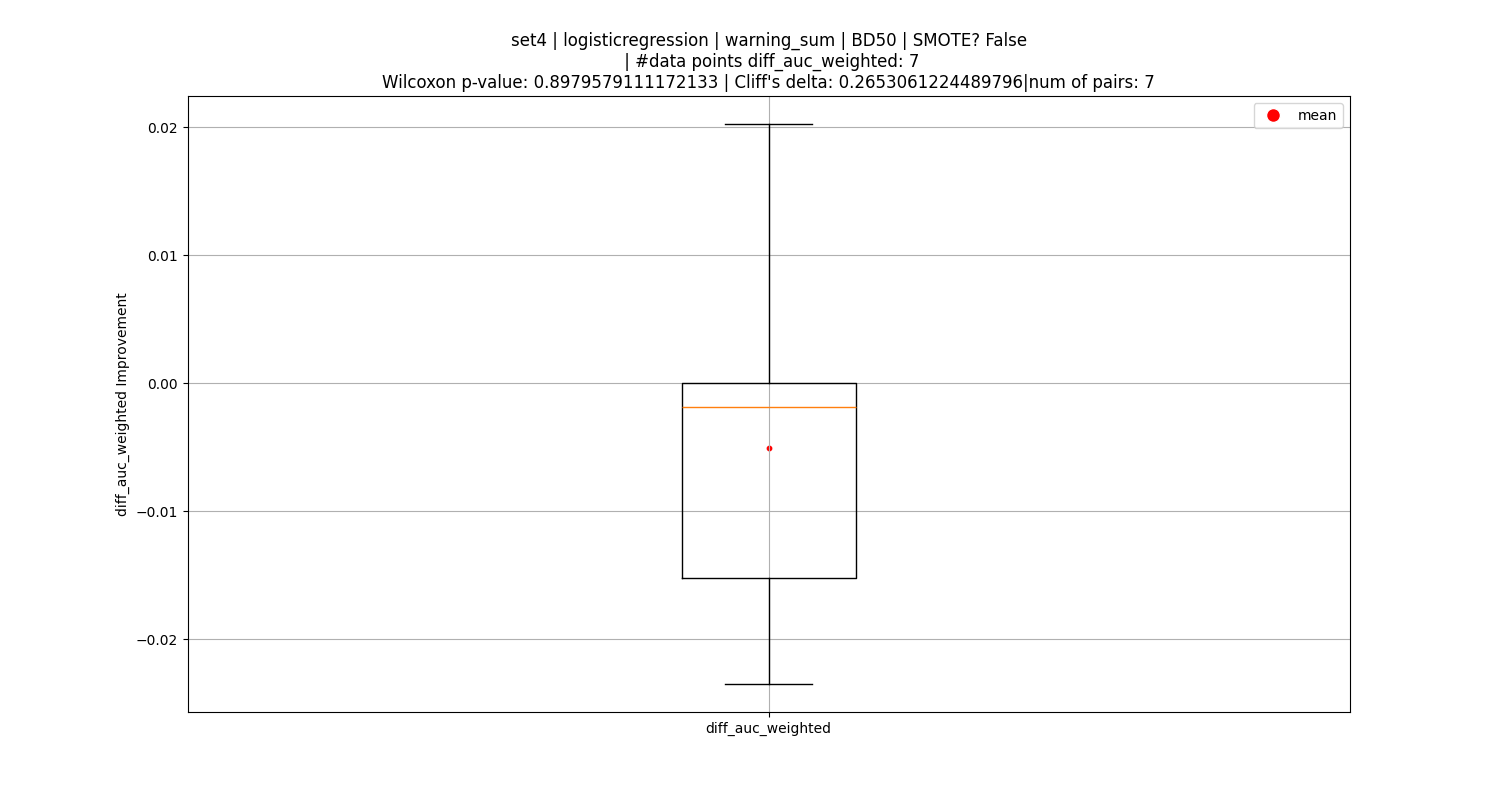 set4 | logisticregression | warning_sum | BD50 | SMOTE? False
| #data points diff_auc_weighted: 7
Wilcoxon p-value: 0.8979579111172133 | Cliff's delta: 0.2653061224489796|num of pairs: 7
mean
0.02
0.01
0.00
−0.01
−0.02
diff_auc_weighted Improvement
diff_auc_weighted